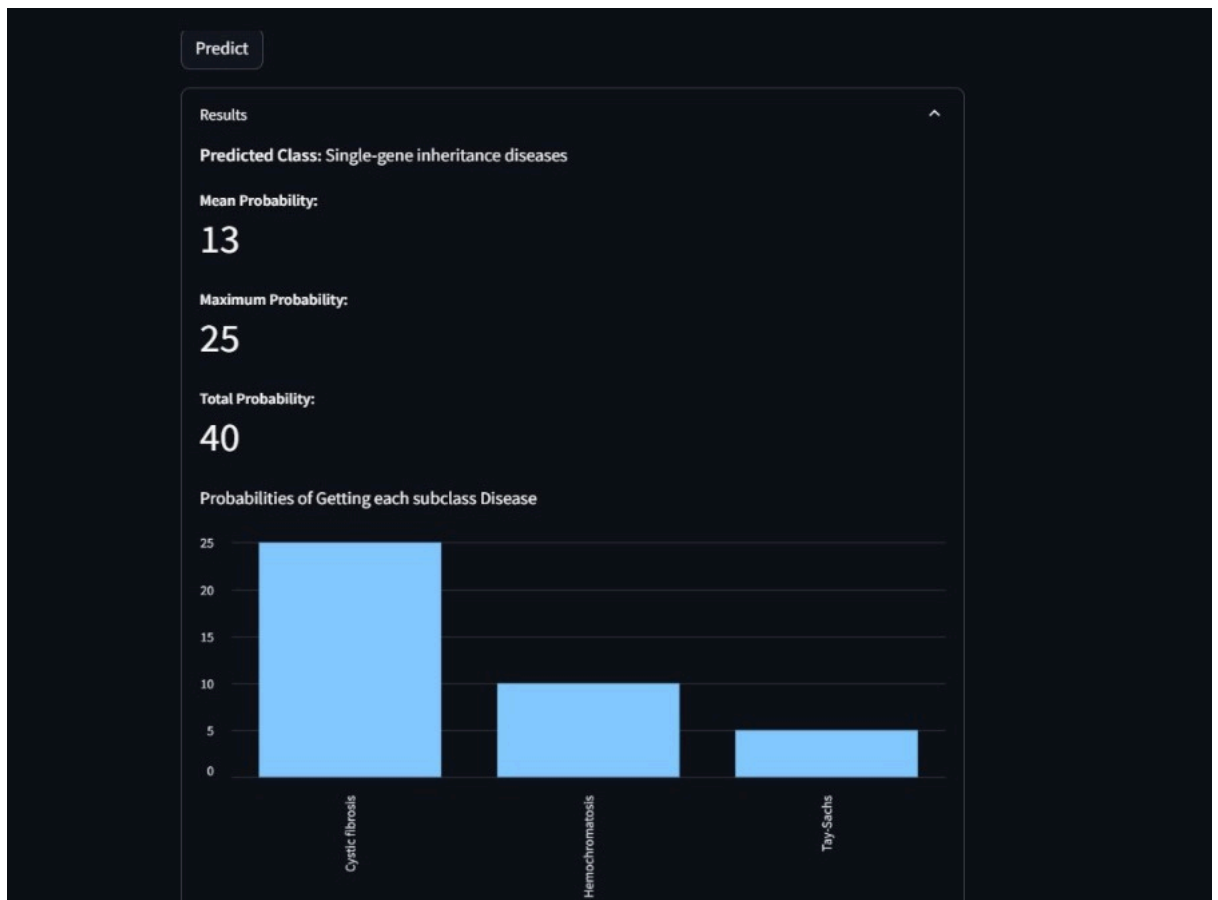 Predict
Results
Predicted Class: Single-gene inheritance diseases
Mean Probability:
13
Maximum Probability:
25
Total Probability:
40
Probabilities of Getting each subclass Disease
25
20
15
10
5
0
Cystic fibrosis
Hemochromatosis
Tay-Sachs